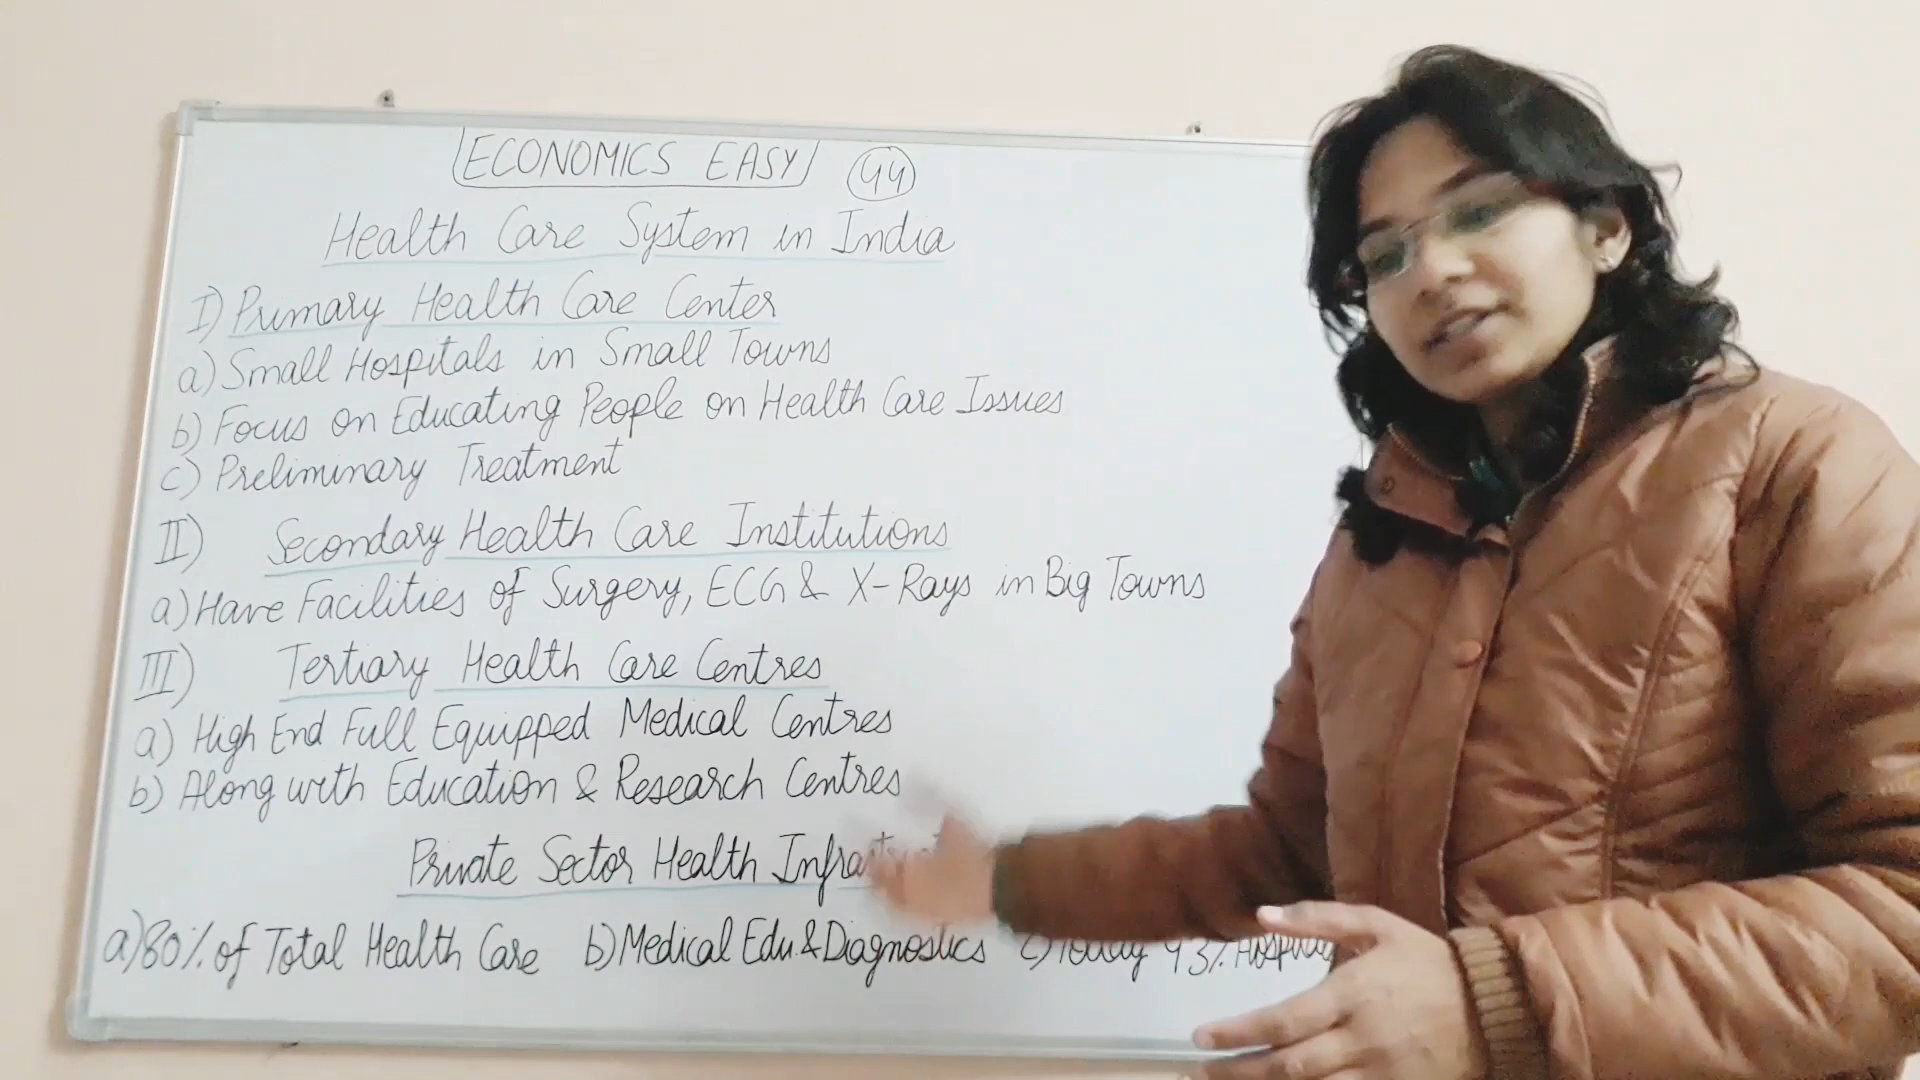 ECONOMICS EASY 44
Health Care System in India
I) Primary Health Care Center
a) Small Hospitals in Small Towns
b) Focus on Educating People on Health Care Issues
c) Preliminary Treatment
II) Secondary Health Care Institutions
a) Have Facilities of Surgery, ECG & X-Rays in Big Towns
III) Tertiary Health Care Centres
a) High End Full Equipped Medical Centres
b) Along with Education & Research Centres
Private Sector Health
a) 80% of Total Health Care b) Medical Edu & Diagnostics c) Today 93%